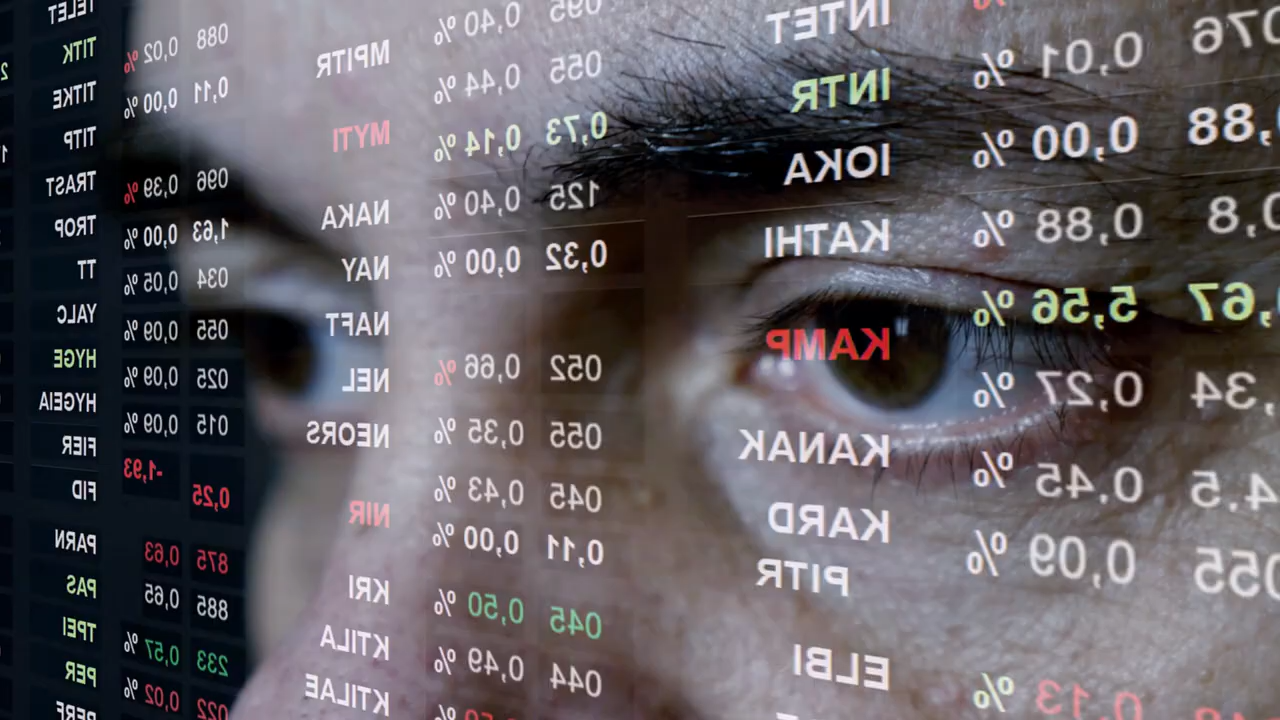 076 0,01 %
,88 0,00 %
0,8 0,88 %
67, 5,56 %
34, 0,27 %
4.5 0,45 %
055 0,09 %
0,13 %
INTET
INTR
IOKA
KATHI
KAMP
KANAK
KARD
PITR
ELBI
095 0,40 %
055 0,44 %
0,73 0,14 %
125 0,40 %
0,32 0,00 %
052 0,66 %
055 0,35 %
045 0,43 %
0,11 0,00 %
045 0,50 %
044 0,49 %
MPITR
MYTI
NAKA
NAY
NAFT
NEL
NEORS
NIR
KRI
KTILA
KTILAE
088 0,02 %
0,11 0,00 %
096 0,39 %
1,63 0,00 %
034 0,05 %
055 0,09 %
025 0,09 %
015 0,09 %
0,25 -1,93
875 0,63
885 0,65
233 0,57 %
022 0,02 %
TELET
TITK
TITKE
TITP
TRAST
TROP
TT
YALC
HYGE
HYGEIA
FIER
FID
PARN
PAS
TPEI
PER